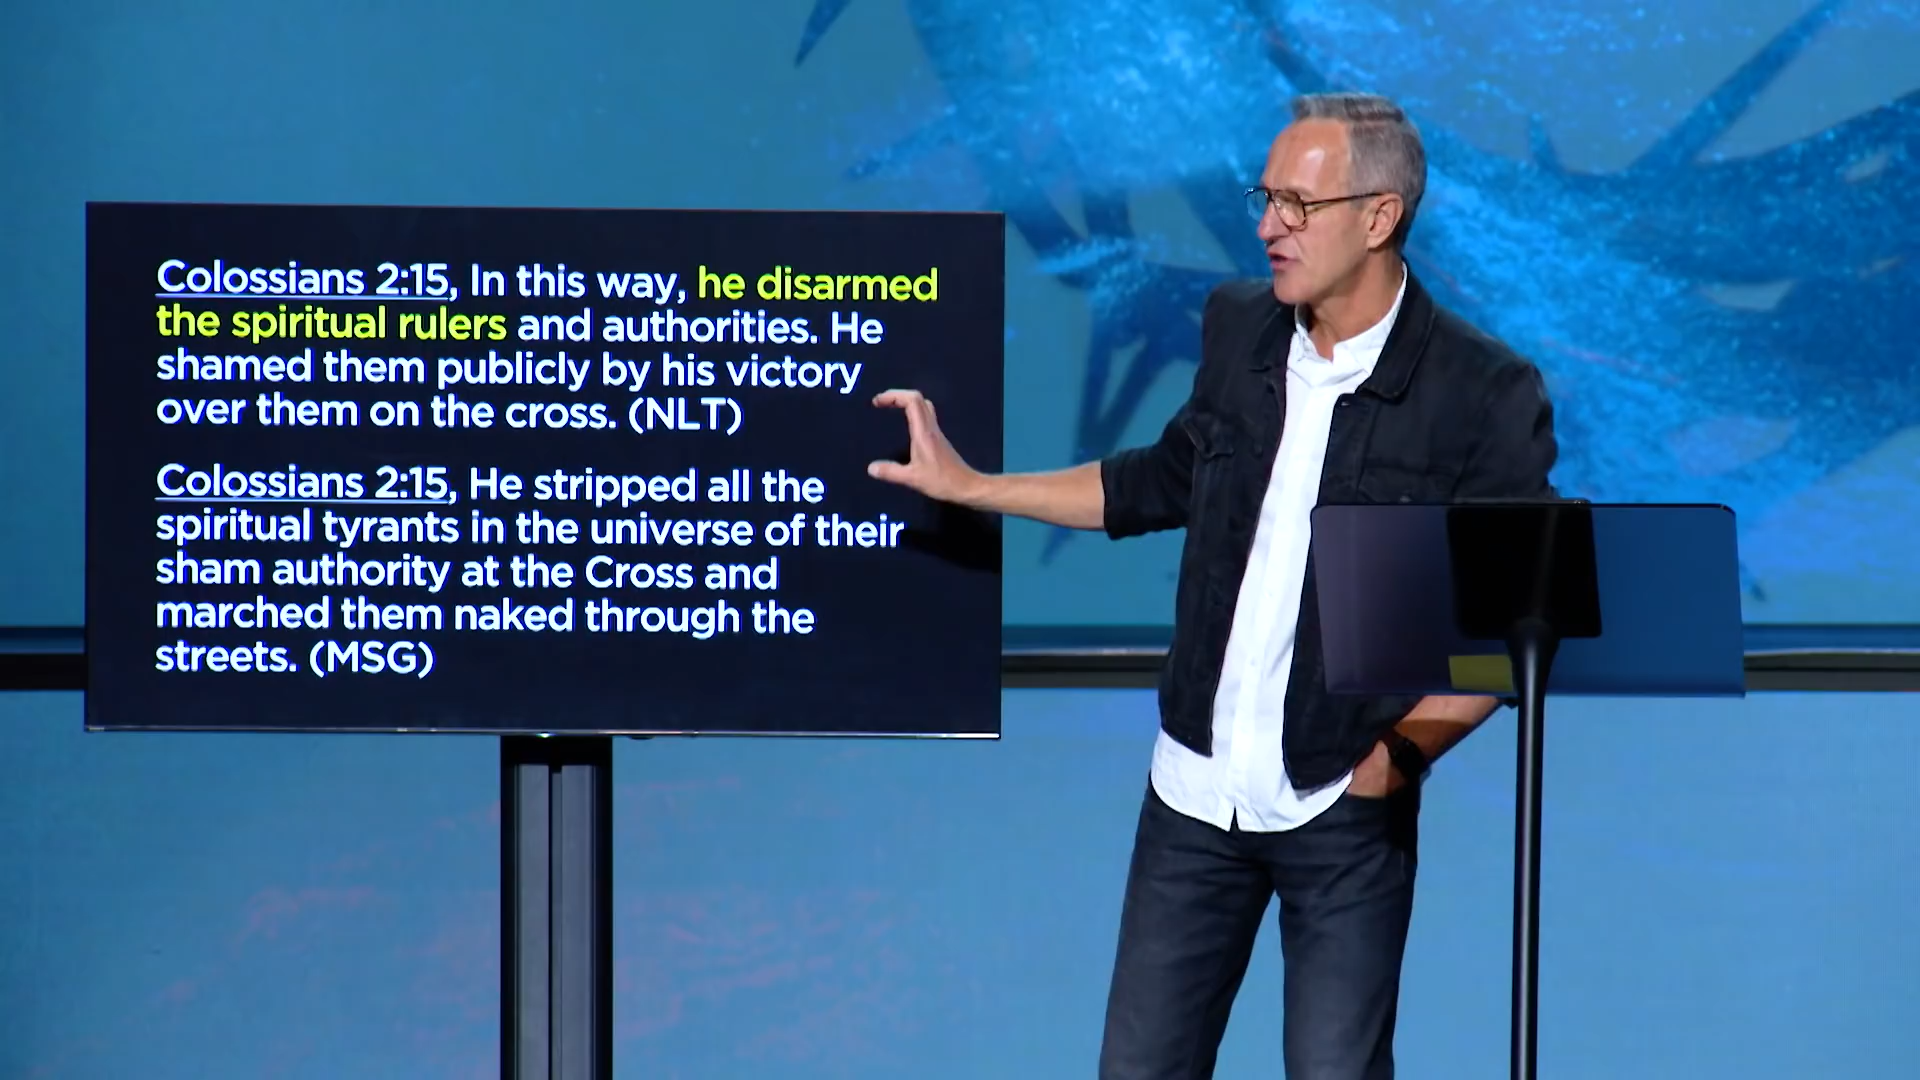 Colossians 2:15, In this way, he disarmed
the spiritual rulers and authorities. He
shamed them publicly by his victory
over them on the cross. (NLT)
Colossians 2:15, He stripped all the
spiritual tyrants in the universe of their
sham authority at the Cross and
marched them naked through the
streets. (MSG)